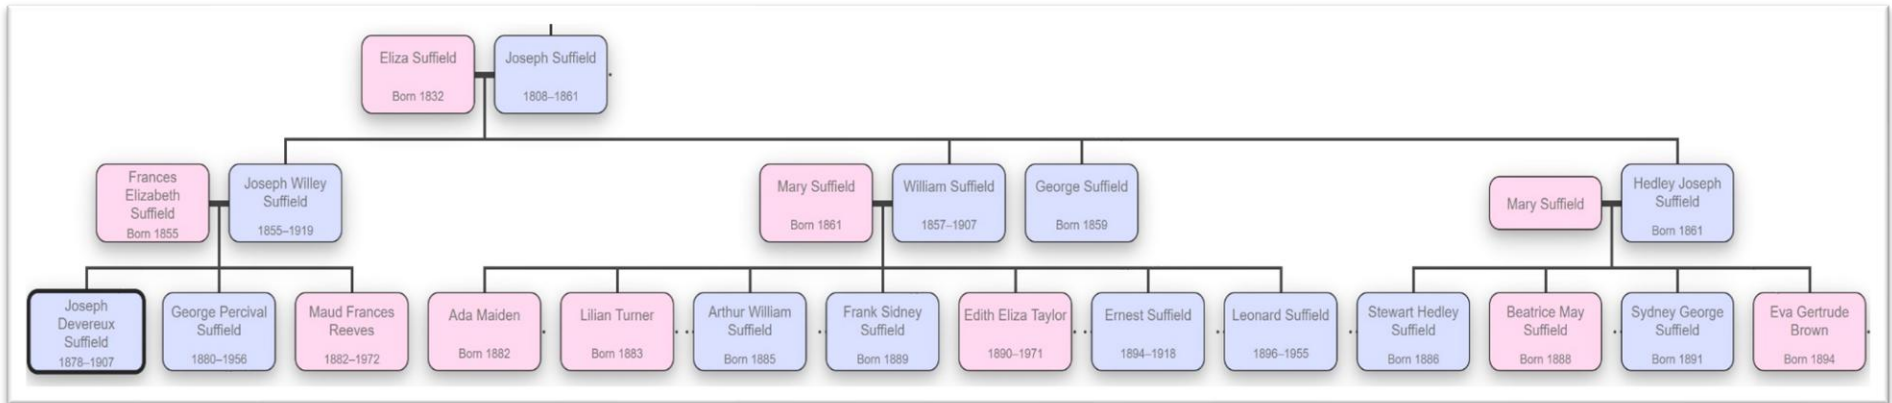 Eliza Suffield
Born 1832
Joseph Suffield
1808–1861
Frances
Elizabeth
Suffield
Born 1855
Joseph Willey
Suffield
1855–1919
Mary Suffield
Born 1861
William Suffield
1857–1907
George Suffield
Born 1859
Mary Suffield
Hedley Joseph
Suffield
Born 1861
Joseph
Devereux
Suffield
1878–1907
George Percival
Suffield
1880–1956
Maud Frances
Reeves
1882–1972
Ada Maiden
Born 1882
Lilian Turner
Born 1883
Arthur William
Suffield
Born 1885
Frank Sidney
Suffield
Born 1889
Edith Eliza Taylor
1890–1971
Ernest Suffield
1894–1918
Leonard Suffield
1896–1955
Stewart Hedley
Suffield
Born 1886
Beatrice May
Suffield
Born 1888
Sydney George
Suffield
Born 1891
Eva Gertrude
Brown
Born 1894